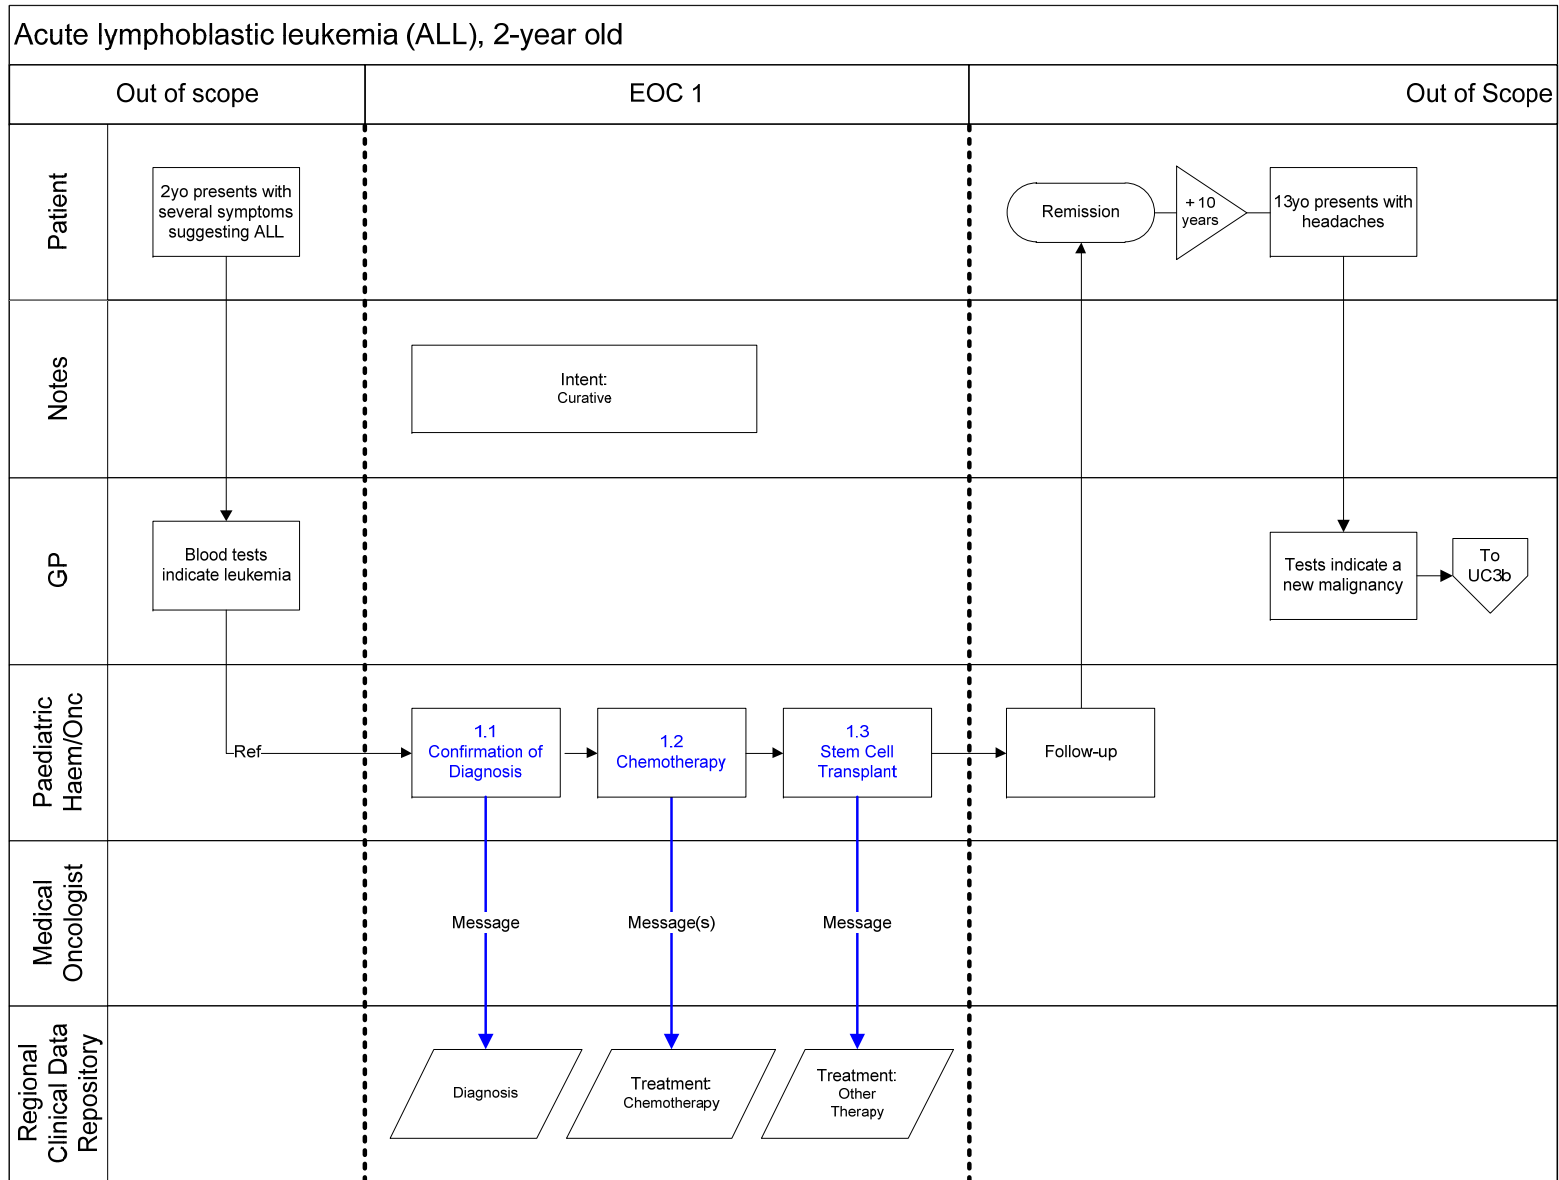 Acute lymphoblastic leukemia (ALL), 2-year old
Out of scope
EOC 1
Out of Scope
Patient
2yo presents with
several symptoms
suggesting ALL
Remission
+ 10
years
13yo presents with
headaches
Notes
Intent:
Curative
GP
Blood tests
indicate leukemia
Tests indicate a
new malignancy
To
UC3b
Paediatric
Haem/Onc
Ref
1.1
Confirmation of
Diagnosis
1.2
Chemotherapy
1.3
Stem Cell
Transplant
Follow-up
Medical
Oncologist
Message
Message(s)
Message
Regional
Clinical Data
Repository
Diagnosis
Treatment:
Chemotherapy
Treatment:
Other
Therapy